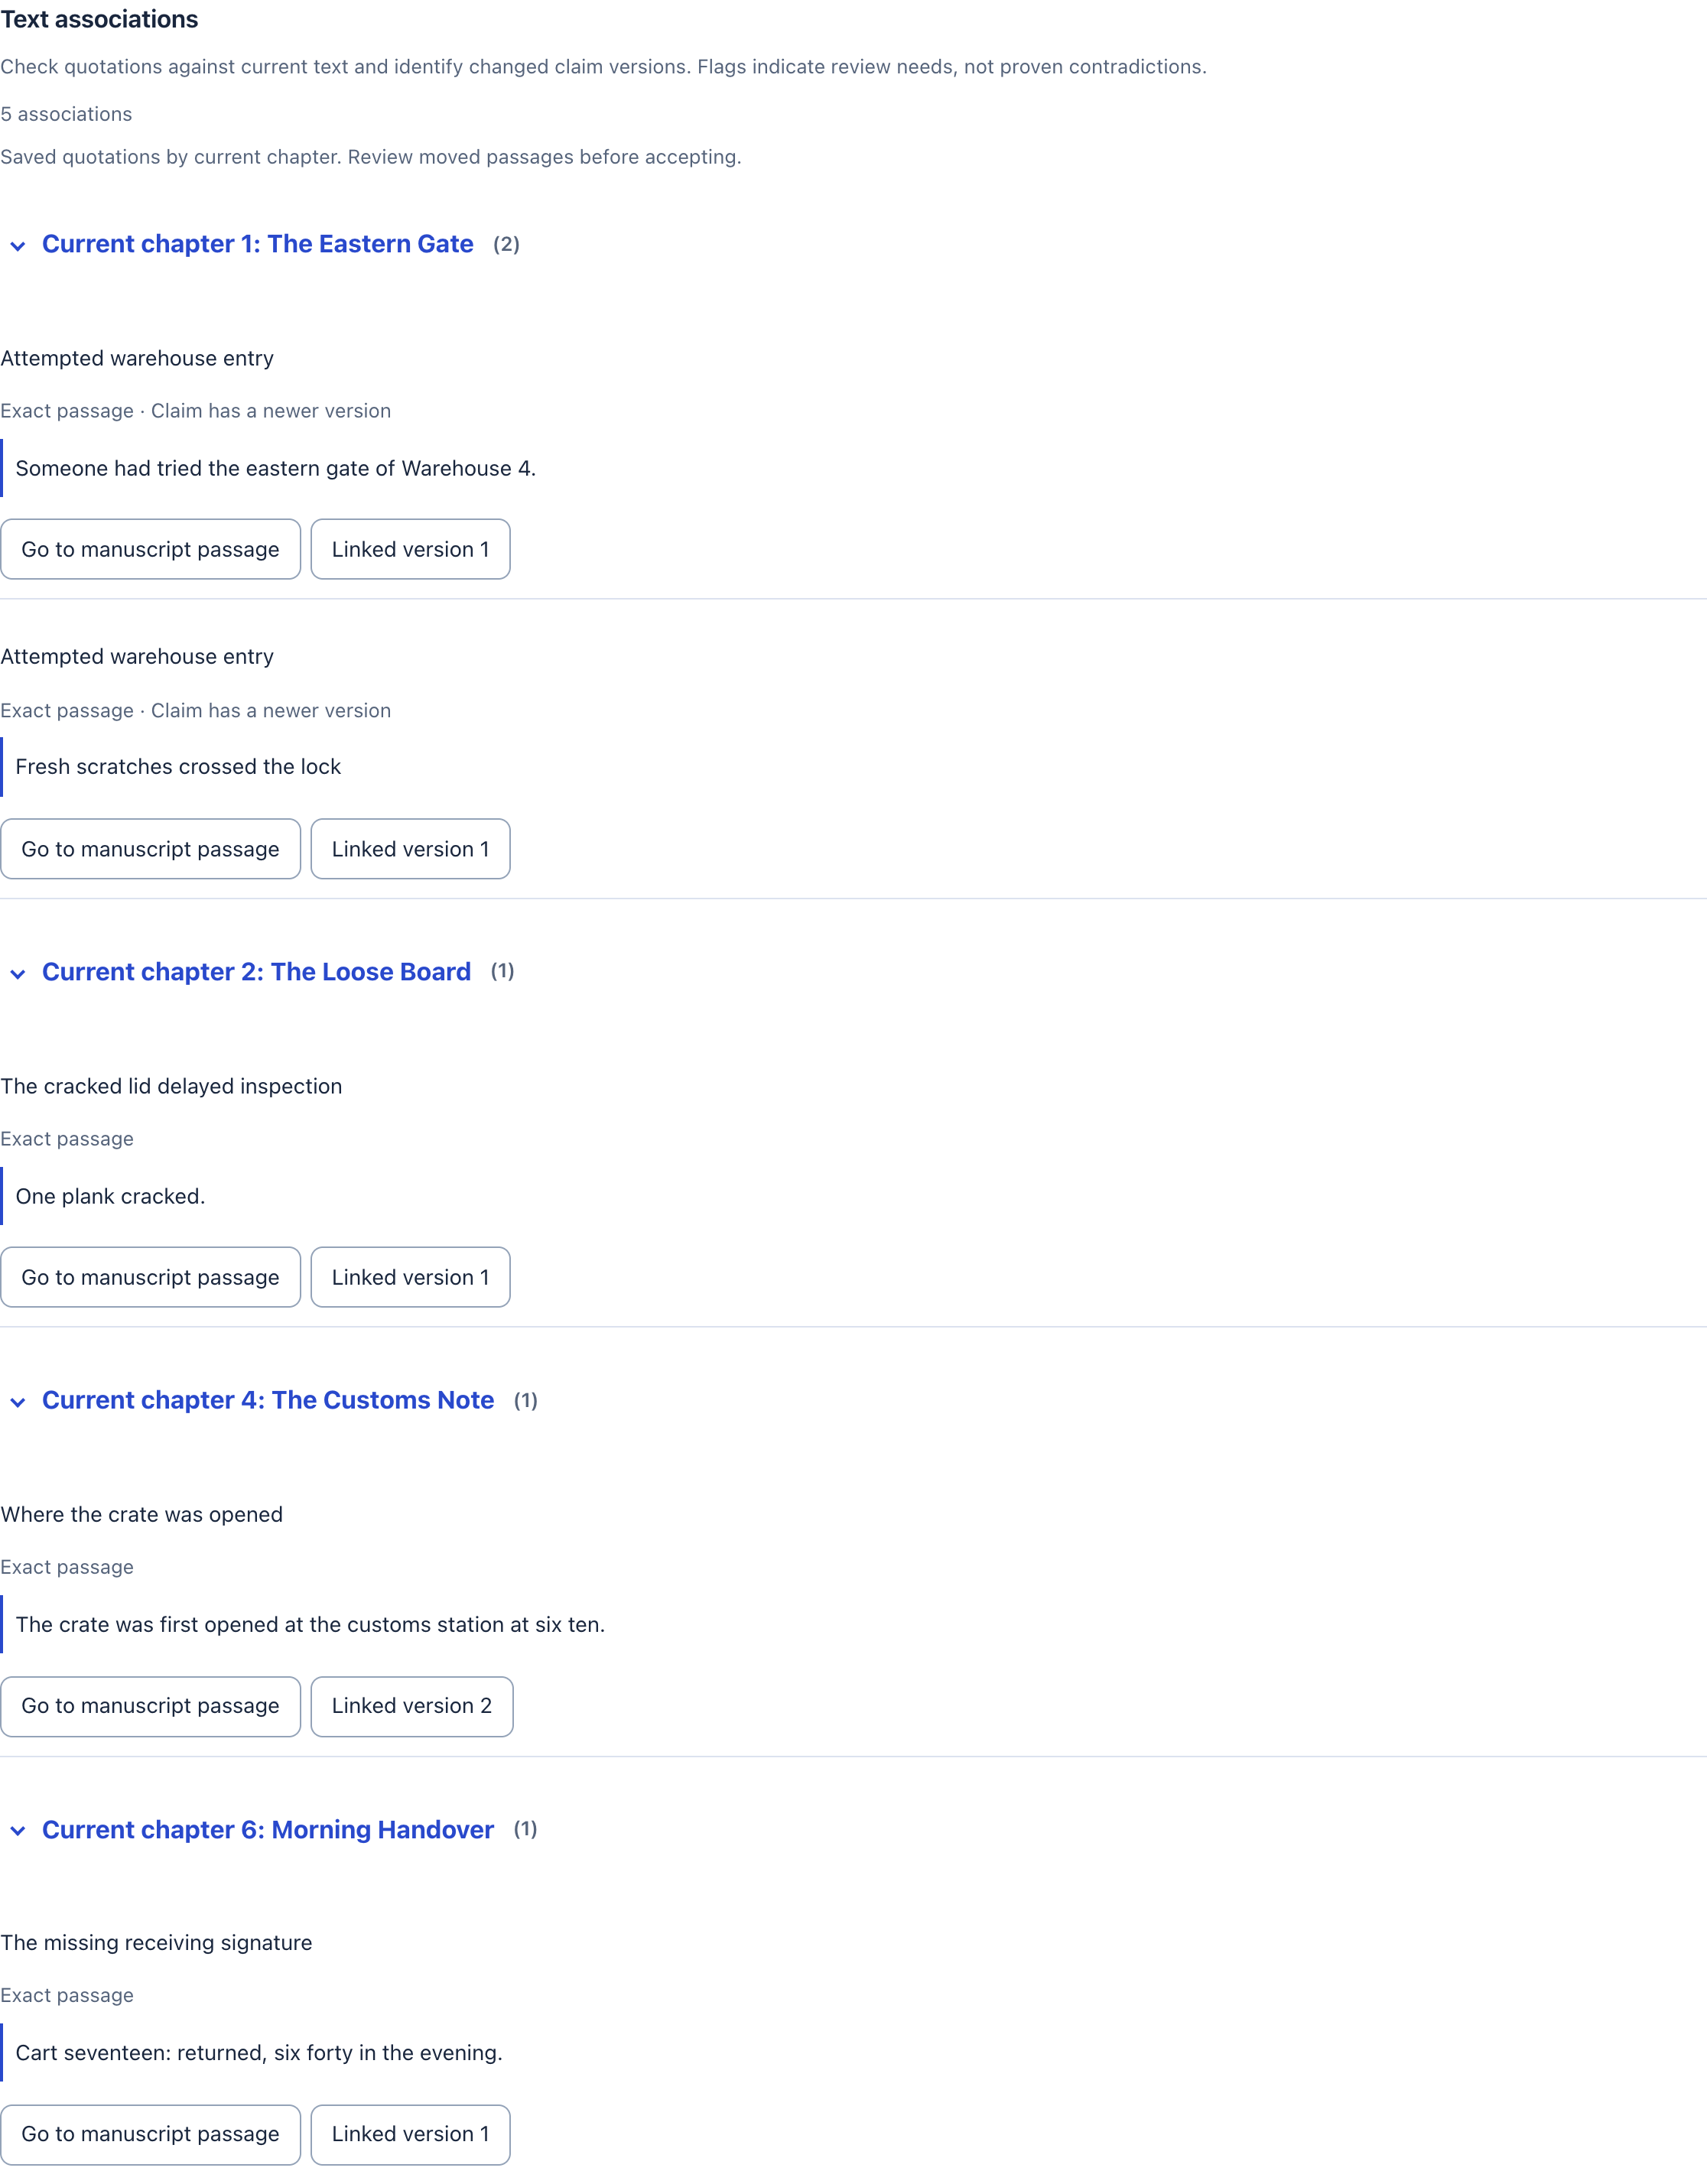 Text associations
Check quotations against current text and identify changed claim versions. Flags indicate review needs, not proven contradictions.
5 associations
Saved quotations by current chapter. Review moved passages before accepting.
Current chapter 1: The Eastern Gate (2)
Attempted warehouse entry
Exact passage · Claim has a newer version
Someone had tried the eastern gate of Warehouse 4.
Go to manuscript passage Linked version 1
Attempted warehouse entry
Exact passage · Claim has a newer version
Fresh scratches crossed the lock
Go to manuscript passage Linked version 1
Current chapter 2: The Loose Board (1)
The cracked lid delayed inspection
Exact passage
One plank cracked.
Go to manuscript passage Linked version 1
Current chapter 4: The Customs Note (1)
Where the crate was opened
Exact passage
The crate was first opened at the customs station at six ten.
Go to manuscript passage Linked version 2
Current chapter 6: Morning Handover (1)
The missing receiving signature
Exact passage
Cart seventeen: returned, six forty in the evening.
Go to manuscript passage Linked version 1